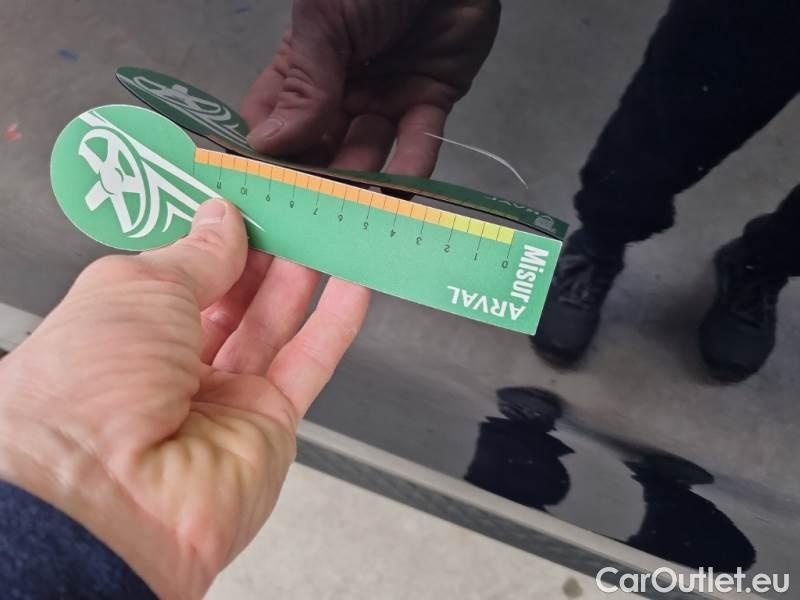 11 10 9 8 7 6 5 4 3 2 1 0
Misur
ARVAL
CarOutlet.eu